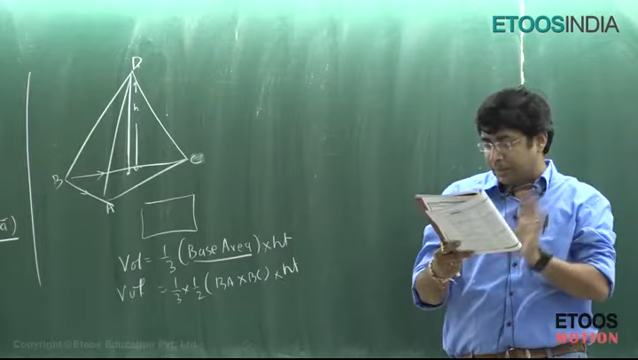 ETOOSINDIA
D
h
B
C
A
ā)
Vol = 1/3 (Base Area) × ht
Vol = 1/3 × 1/2 (BA × BC) × ht
ETOOS
MOTION
Copyright © Etoos Education Pvt. Ltd.